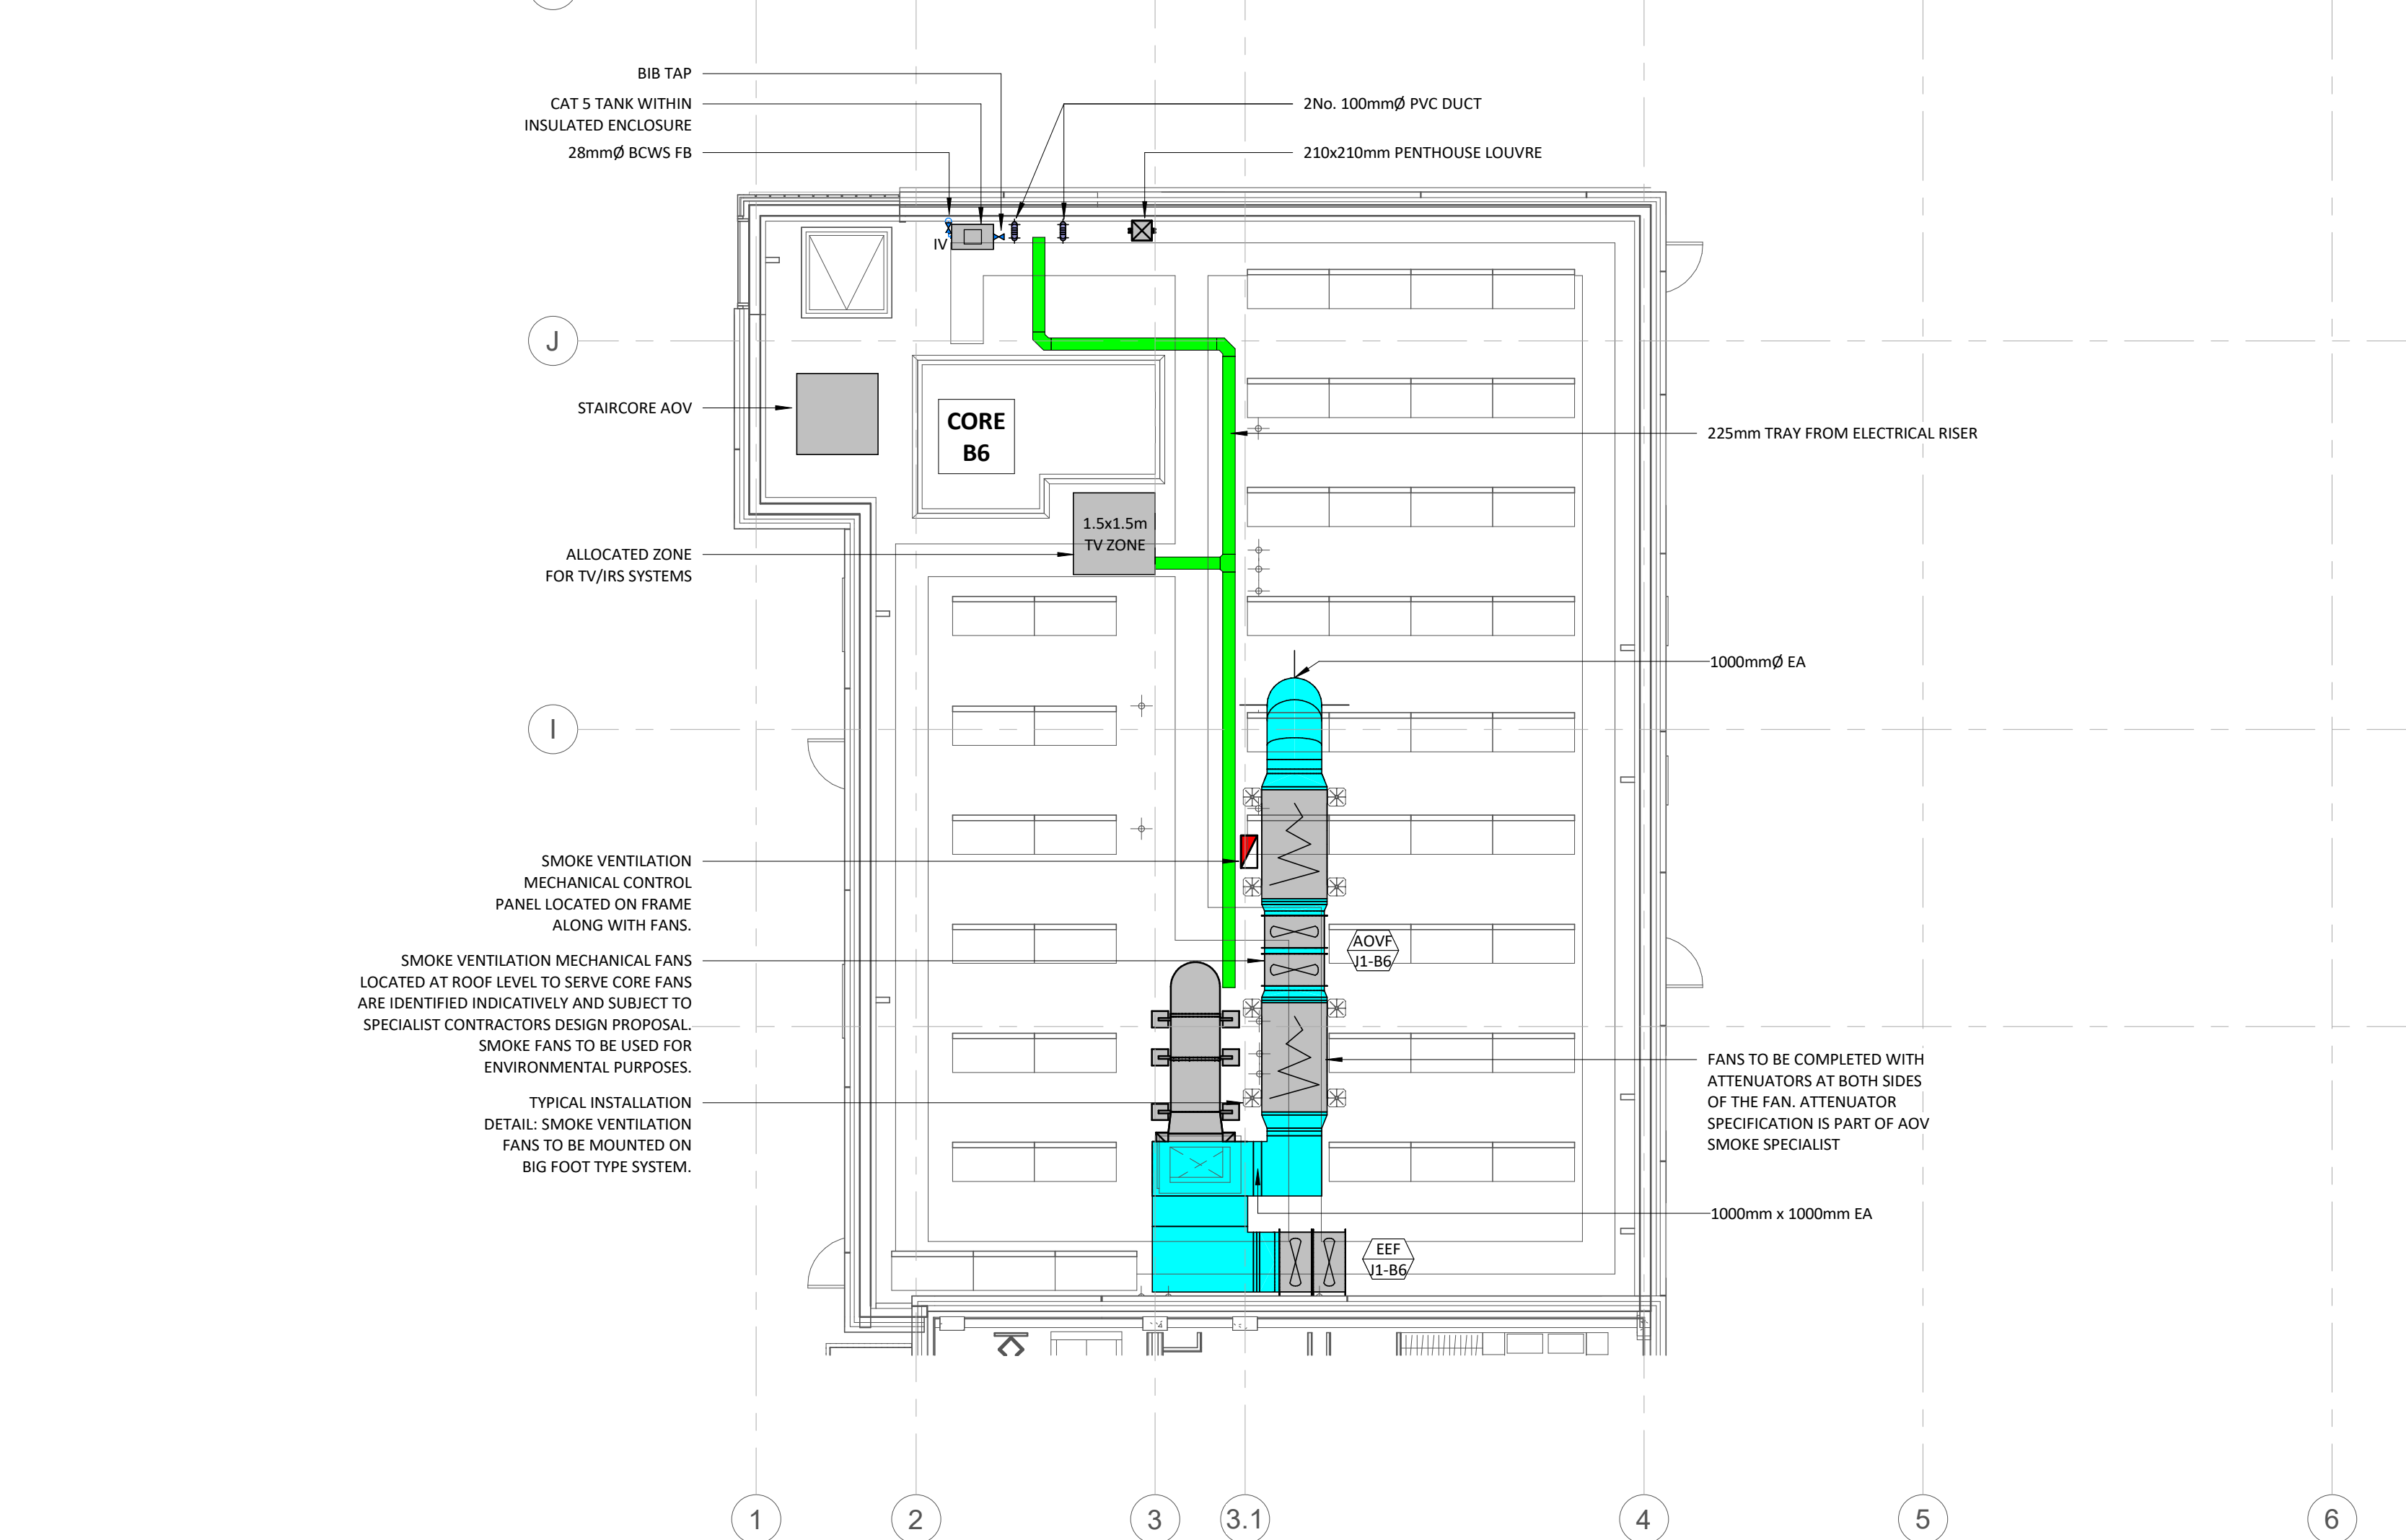 BIB TAP
CAT 5 TANK WITHIN
INSULATED ENCLOSURE
28mmØ BCWS FB
2No. 100mmØ PVC DUCT
210x210mm PENTHOUSE LOUVRE
IV
J
STAIRCORE AOV
CORE
B6
225mm TRAY FROM ELECTRICAL RISER
1.5x1.5m
TV ZONE
ALLOCATED ZONE
FOR TV/IRS SYSTEMS
1000mmØ EA
I
SMOKE VENTILATION
MECHANICAL CONTROL
PANEL LOCATED ON FRAME
ALONG WITH FANS.
AOVF
J1-B6
SMOKE VENTILATION MECHANICAL FANS
LOCATED AT ROOF LEVEL TO SERVE CORE FANS
ARE IDENTIFIED INDICATIVELY AND SUBJECT TO
SPECIALIST CONTRACTORS DESIGN PROPOSAL.
SMOKE FANS TO BE USED FOR
ENVIRONMENTAL PURPOSES.
FANS TO BE COMPLETED WITH
ATTENUATORS AT BOTH SIDES
OF THE FAN. ATTENUATOR
SPECIFICATION IS PART OF AOV
SMOKE SPECIALIST
TYPICAL INSTALLATION
DETAIL: SMOKE VENTILATION
FANS TO BE MOUNTED ON
BIG FOOT TYPE SYSTEM.
1000mm x 1000mm EA
EEF
J1-B6
1
2
3
3.1
4
5
6